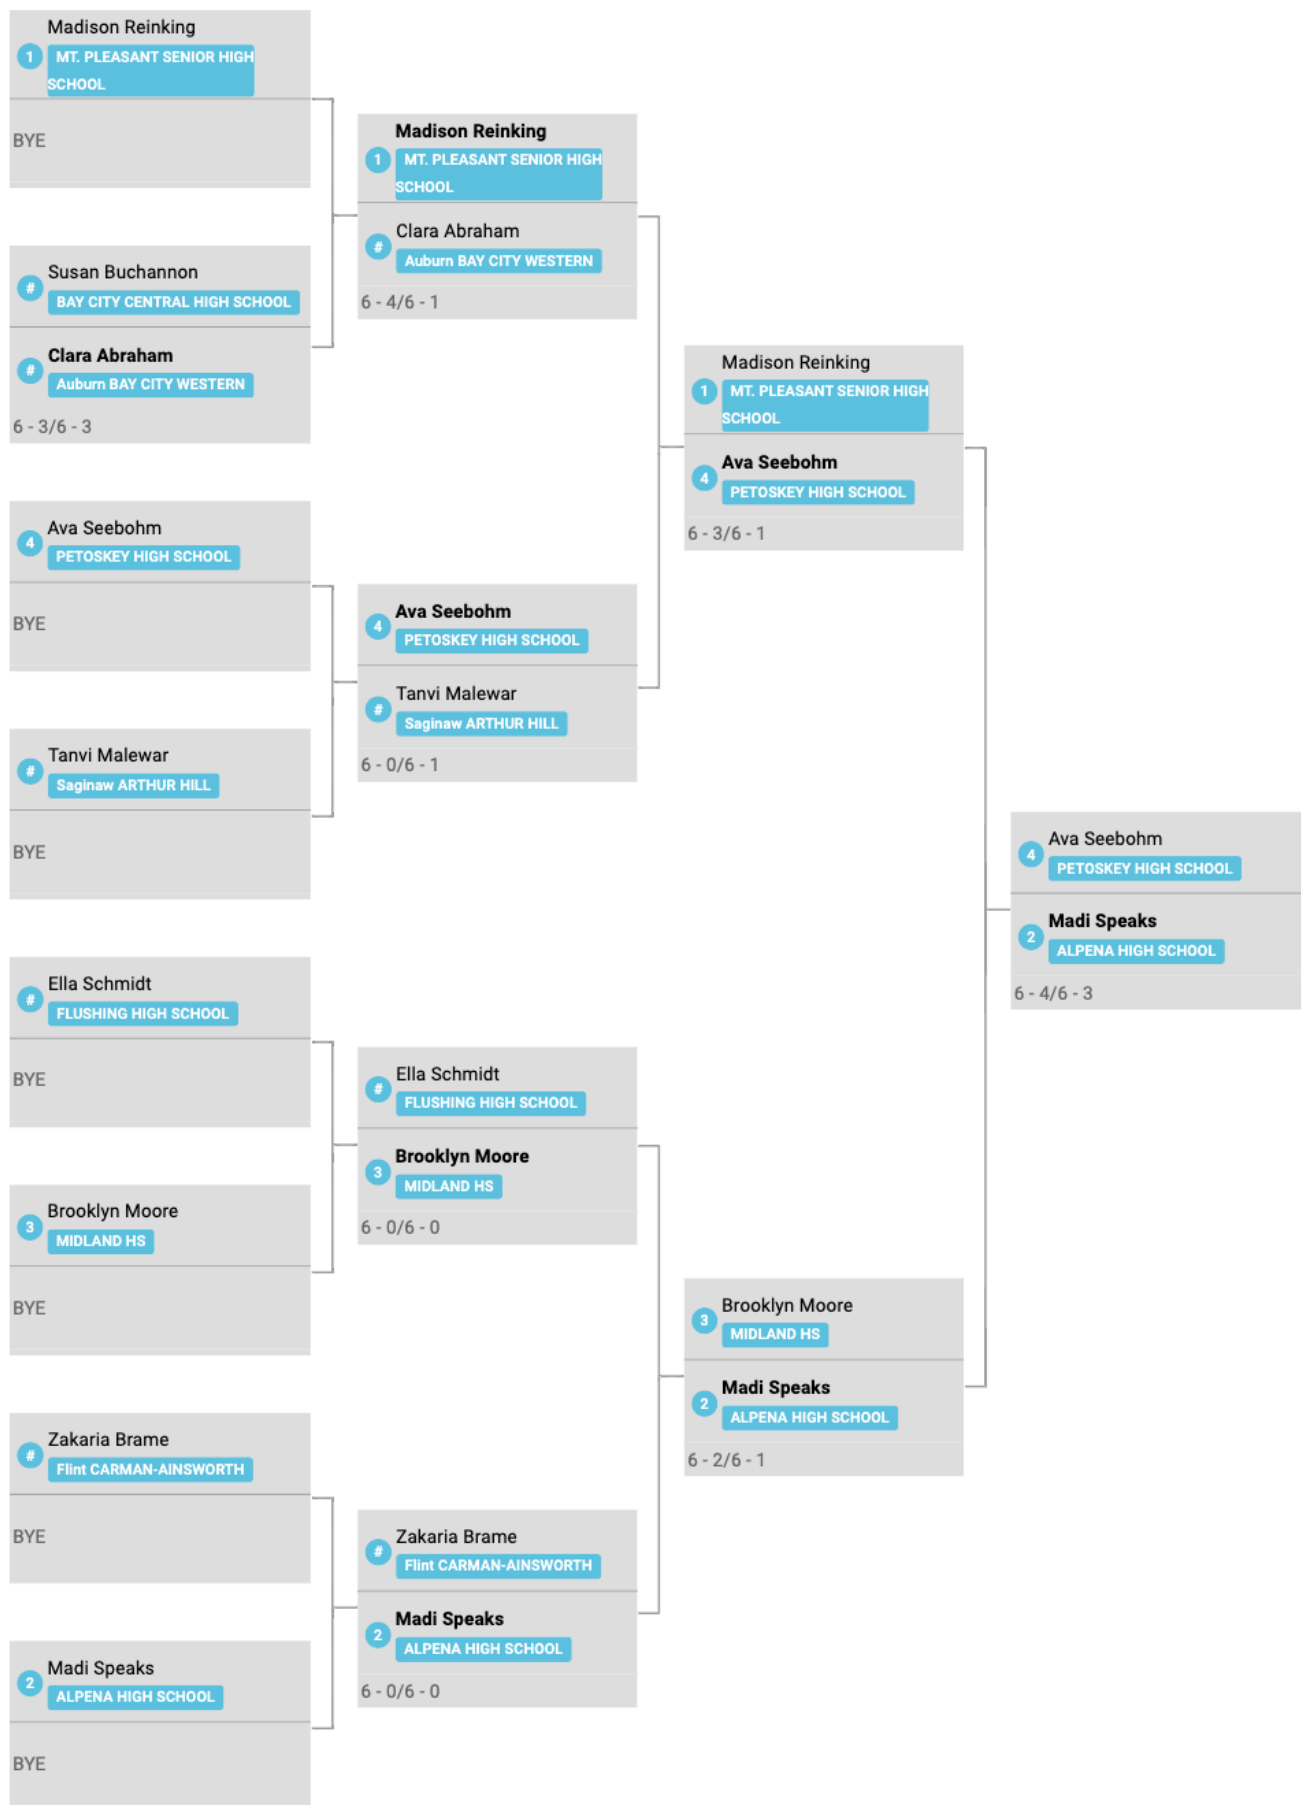 Madison Reinking
1
MT. PLEASANT SENIOR HIGH
SCHOOL
BYE
#
Susan Buchannon
BAY CITY CENTRAL HIGH SCHOOL
#
Clara Abraham
Auburn BAY CITY WESTERN
6 - 3/6 - 3
4
Ava Seebohm
PETOSKEY HIGH SCHOOL
BYE
#
Tanvi Malewar
Saginaw ARTHUR HILL
BYE
#
Ella Schmidt
FLUSHING HIGH SCHOOL
BYE
3
Brooklyn Moore
MIDLAND HS
BYE
#
Zakaria Brame
Flint CARMAN-AINSWORTH
BYE
2
Madi Speaks
ALPENA HIGH SCHOOL
BYE
Madison Reinking
1
MT. PLEASANT SENIOR HIGH
SCHOOL
#
Clara Abraham
Auburn BAY CITY WESTERN
6 - 4/6 - 1
4
Ava Seebohm
PETOSKEY HIGH SCHOOL
#
Tanvi Malewar
Saginaw ARTHUR HILL
6 - 0/6 - 1
#
Ella Schmidt
FLUSHING HIGH SCHOOL
3
Brooklyn Moore
MIDLAND HS
6 - 0/6 - 0
#
Zakaria Brame
Flint CARMAN-AINSWORTH
2
Madi Speaks
ALPENA HIGH SCHOOL
6 - 0/6 - 0
Madison Reinking
1
MT. PLEASANT SENIOR HIGH
SCHOOL
4
Ava Seebohm
PETOSKEY HIGH SCHOOL
6 - 3/6 - 1
3
Brooklyn Moore
MIDLAND HS
2
Madi Speaks
ALPENA HIGH SCHOOL
6 - 2/6 - 1
4
Ava Seebohm
PETOSKEY HIGH SCHOOL
2
Madi Speaks
ALPENA HIGH SCHOOL
6 - 4/6 - 3